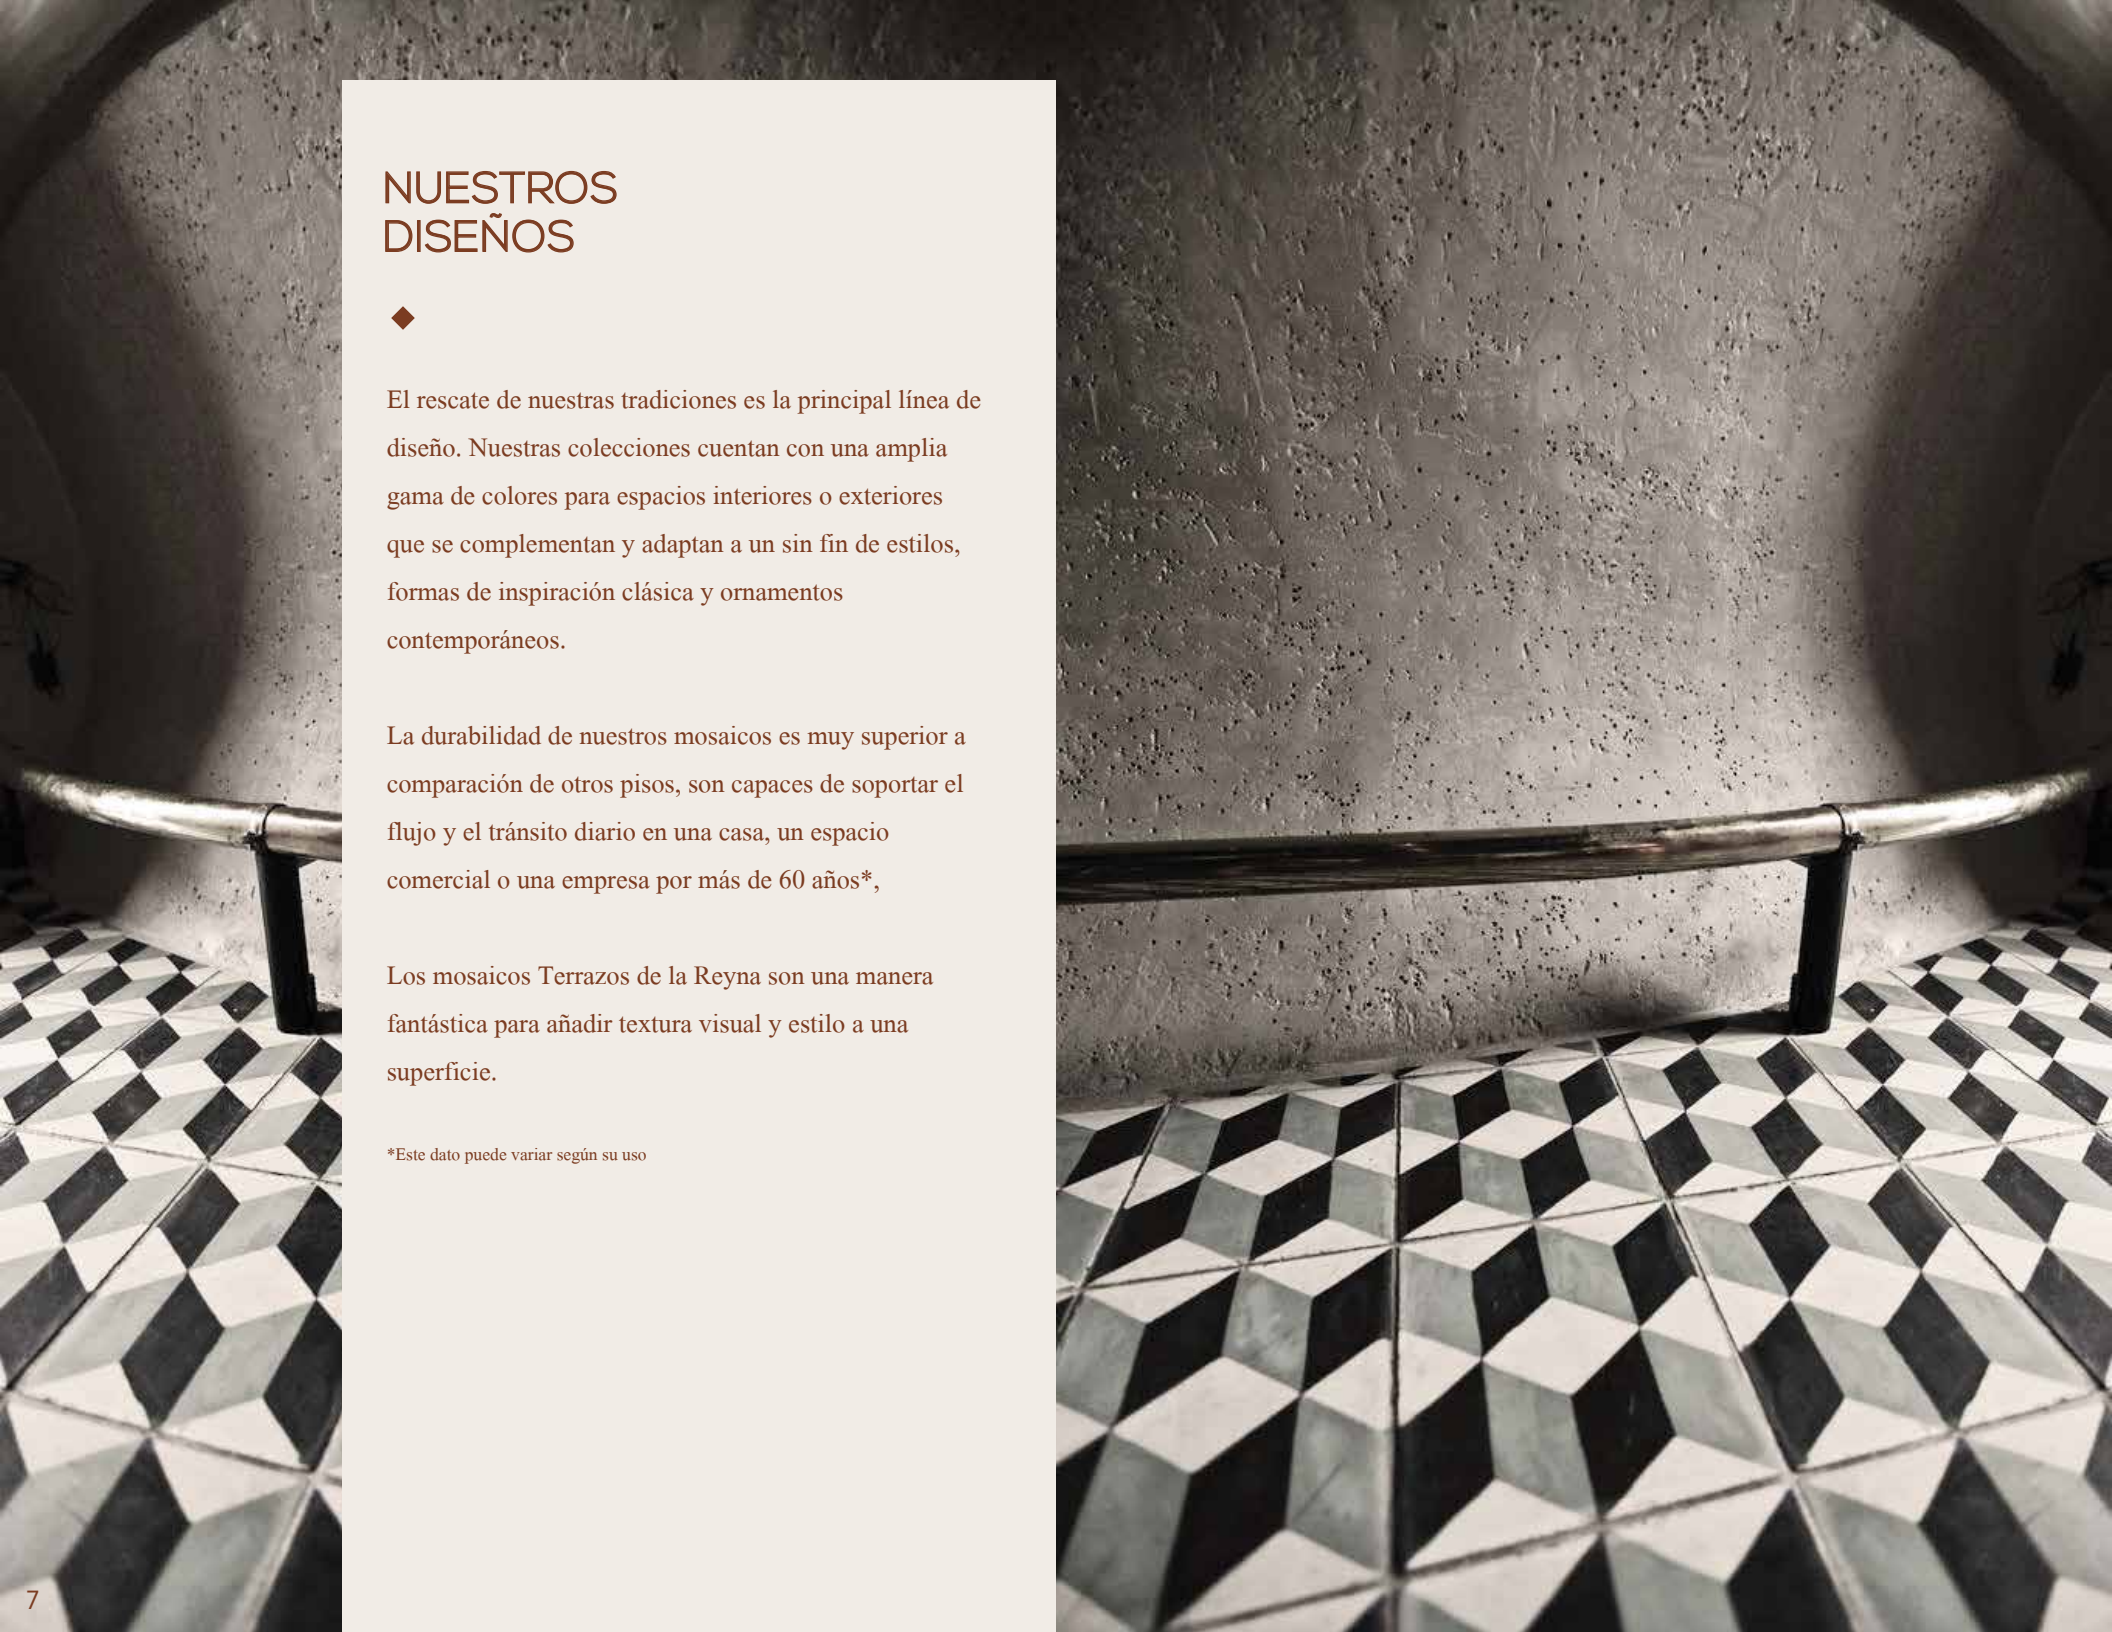 NUESTROS
DISEÑOS
El rescate de nuestras tradiciones es la principal línea de
diseño. Nuestras colecciones cuentan con una amplia
gama de colores para espacios interiores o exteriores
que se complementan y adaptan a un sin fin de estilos,
formas de inspiración clásica y ornamentos
contemporáneos.
La durabilidad de nuestros mosaicos es muy superior a
comparación de otros pisos, son capaces de soportar el
flujo y el tránsito diario en una casa, un espacio
comercial o una empresa por más de 60 años*,
Los mosaicos Terrazos de la Reyna son una manera
fantástica para añadir textura visual y estilo a una
superficie.
*Este dato puede variar según su uso
7